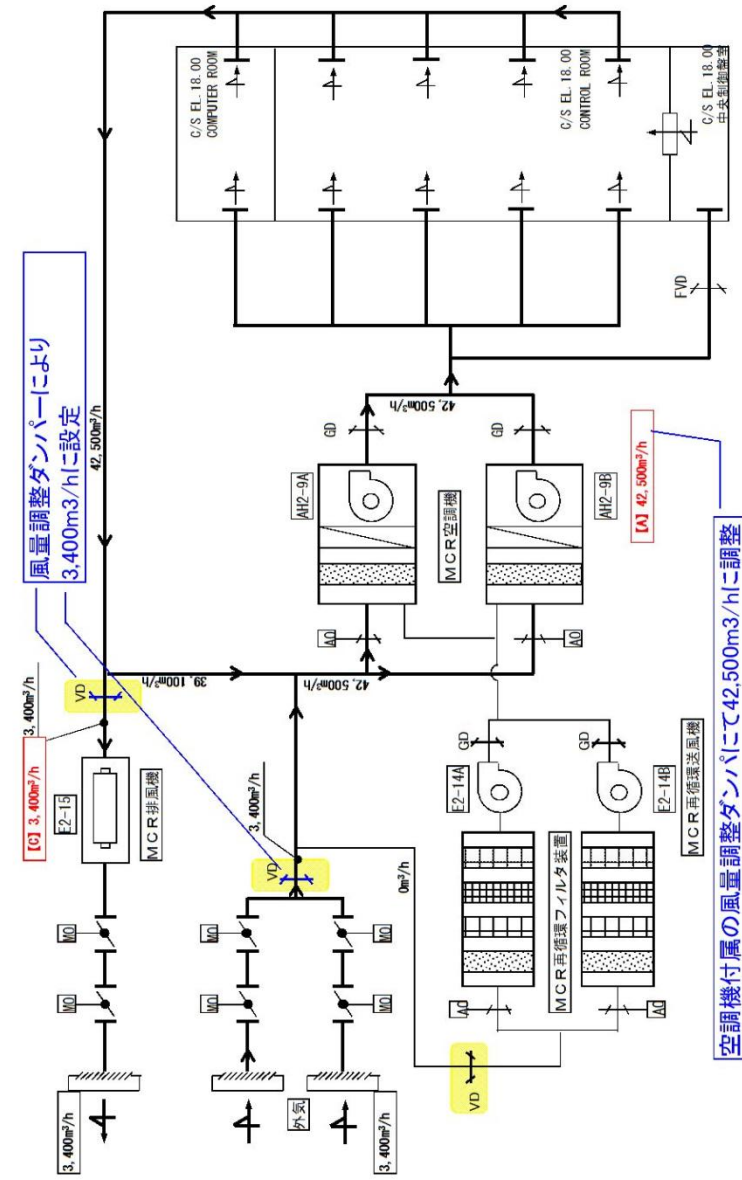 風量調整ダンパーにより
3,400m3/hに設定
42,500m³/h
【C】3,400m³/h
3,400m³/h
VD
E2-15
MCR排風機
MO
MO
3,400m³/h
39,100m³/h
42,500m³/h
VD
3,400m³/h
0m³/h
MO
MO
MO
MO
外気
3,400m³/h
AH2-9A
GD
AO
MCR空調機
42,500m³/h
GD
AO
AH2-9B
【A】42,500m³/h
空調機付属の風量調整ダンパにて42,500m3/hに調整
E2-14A
GD
GD
E2-14B
MCR再循環送風機
MCR再循環フィルタ装置
AO
AO
VD
FVD
C/S EL.18.00
COMPUTER ROOM
C/S EL.18.00
CONTROL ROOM
C/S EL.18.00
中央制御盤室